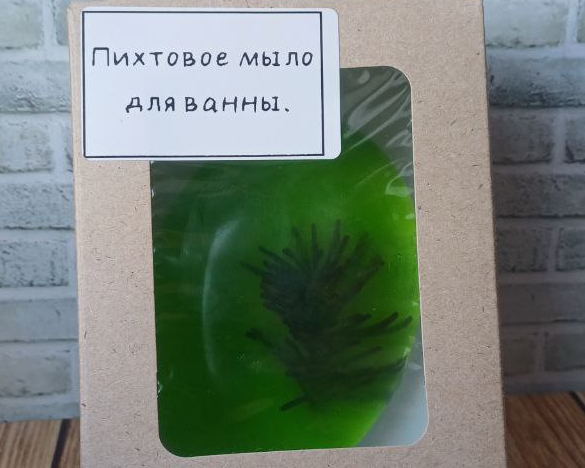 Пихтовое мыло
для ванны.